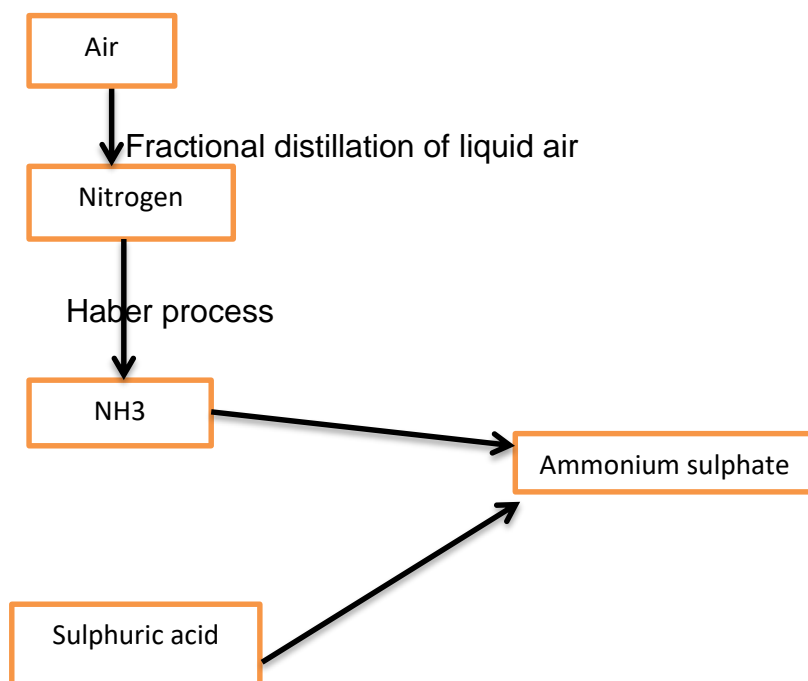 Air
Fractional distillation of liquid air
Nitrogen
Haber process
NH3
Ammonium sulphate
Sulphuric acid